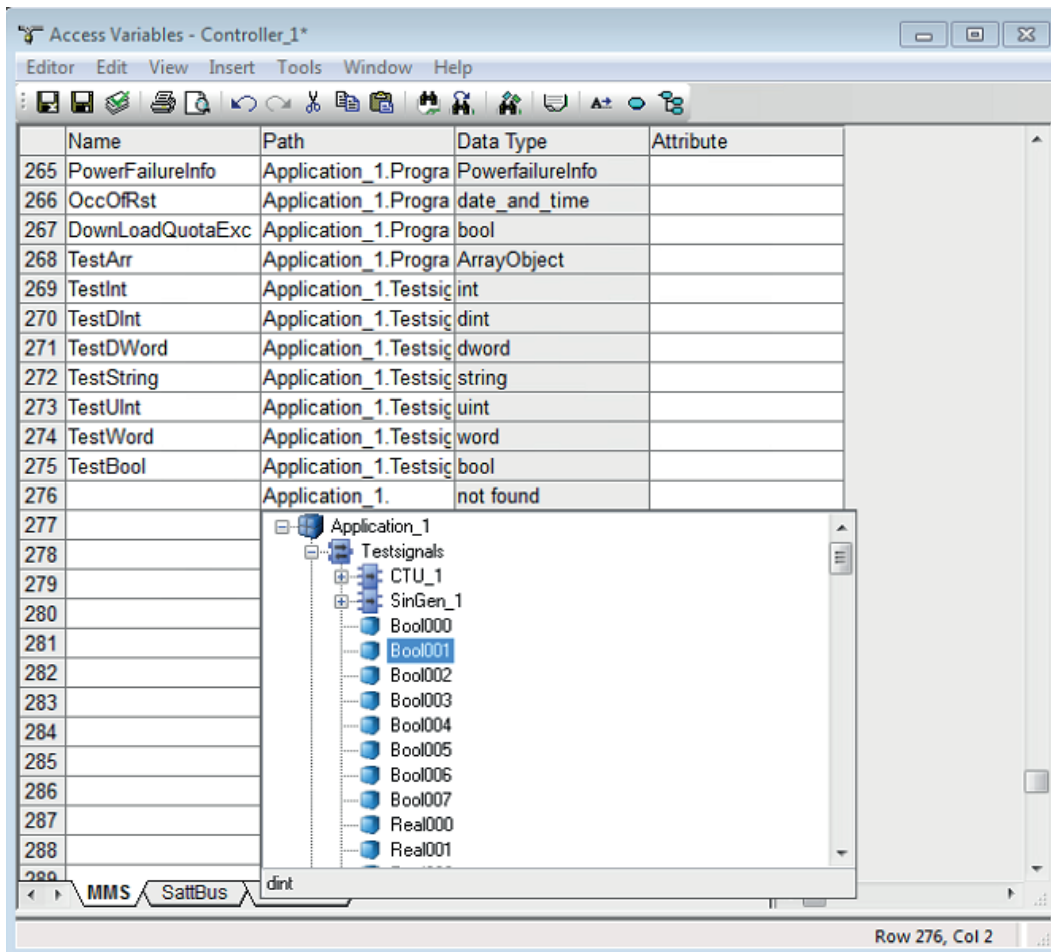 Access Variables - Controller_1*
Editor Edit View Insert Tools Window Help
Name Path Data Type Attribute
265 PowerFailureInfo Application_1.Progra PowerfailureInfo
266 OccOfRst Application_1.Progra date_and_time
267 DownLoadQuotaExc Application_1.Progra bool
268 TestArr Application_1.Progra ArrayObject
269 TestInt Application_1.Testsig int
270 TestDInt Application_1.Testsig dint
271 TestDWord Application_1.Testsig dword
272 TestString Application_1.Testsig string
273 TestUInt Application_1.Testsig uint
274 TestWord Application_1.Testsig word
275 TestBool Application_1.Testsig bool
276 Application_1. not found
277 Application_1
278 Testsignals
279 CTU_1
280 SinGen_1
Bool000
281 Bool001
282 Bool002
283 Bool003
284 Bool004
285 Bool005
286 Bool006
287 Bool007
Real000
288 Real001
289
dint
MMS SattBus
Row 276, Col 2